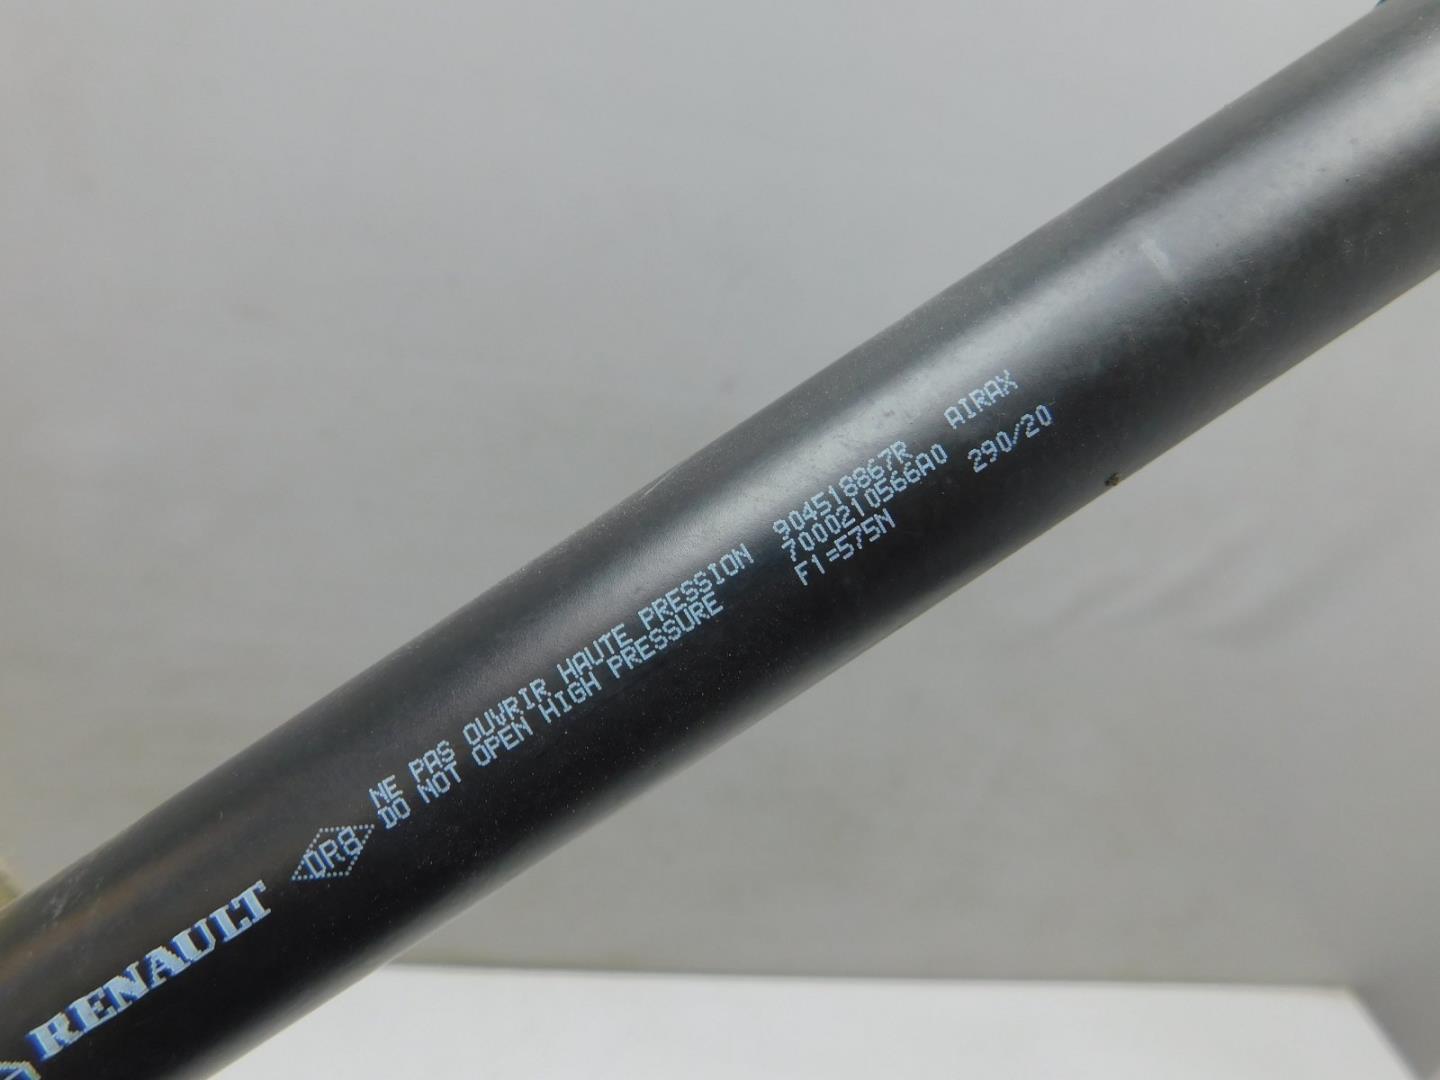 RENAULT
DR8
NE PAS OUVRIR HAUTE PRESSION
DO NOT OPEN HIGH PRESSURE
904518867R AIRAX
7000210566A0 290/20
F1=575N